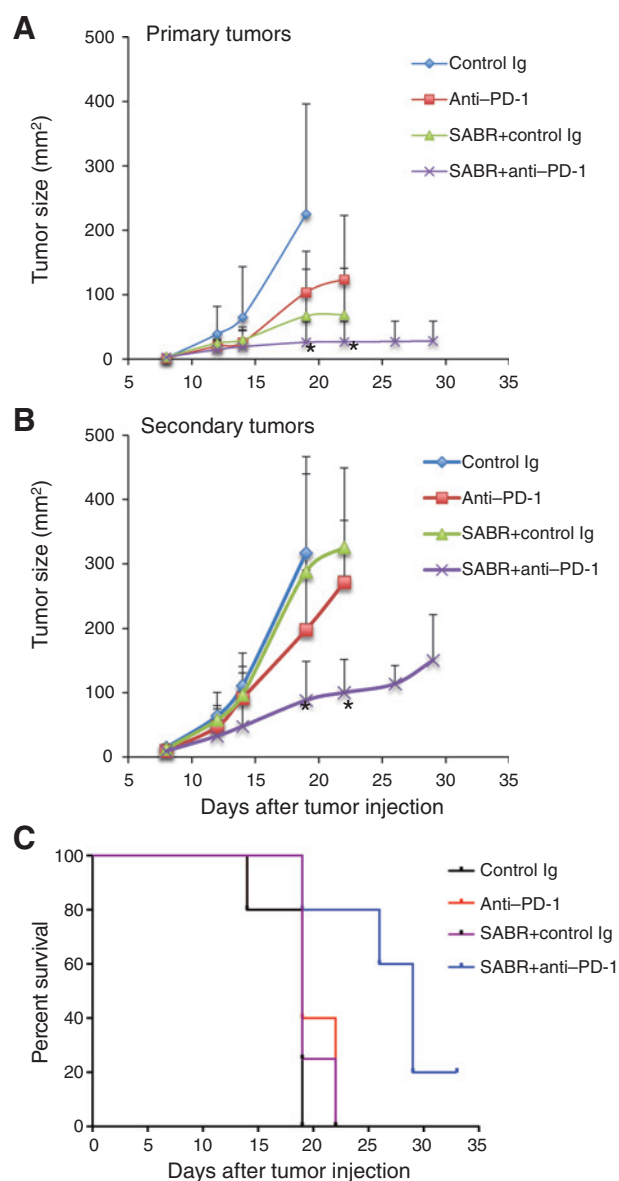 A
Primary tumors
500
400
300
200
100
0
Tumor size (mm²)
5 10 15 20 25 30 35
Control Ig
Anti–PD-1
SABR+control Ig
SABR+anti–PD-1
* *
B
Secondary tumors
500
400
300
200
100
0
Tumor size (mm²)
5 10 15 20 25 30 35
Days after tumor injection
Control Ig
Anti–PD-1
SABR+control Ig
SABR+anti–PD-1
* *
C
100
80
60
40
20
0
Percent survival
0 5 10 15 20 25 30 35
Days after tumor injection
Control Ig
Anti–PD-1
SABR+control Ig
SABR+anti–PD-1